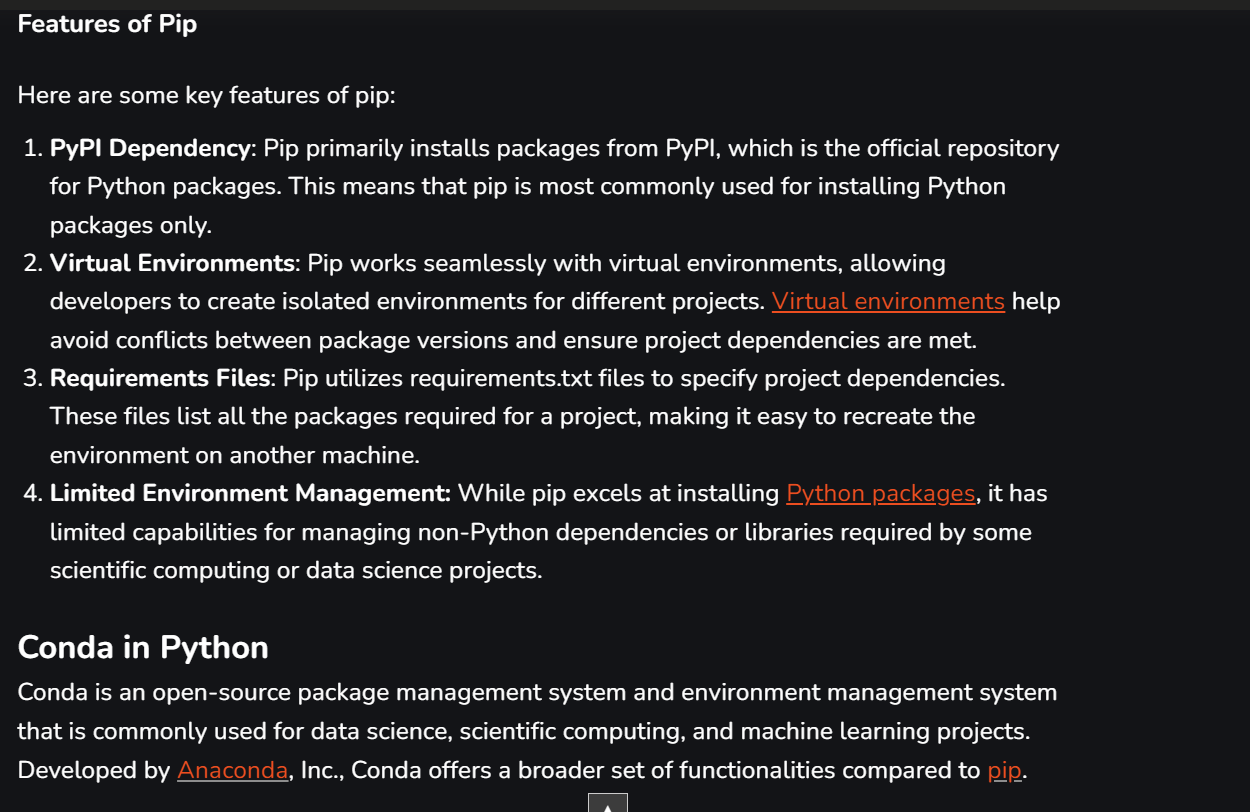 Features of Pip
Here are some key features of pip:
1. PyPI Dependency: Pip primarily installs packages from PyPI, which is the official repository
for Python packages. This means that pip is most commonly used for installing Python
packages only.
2. Virtual Environments: Pip works seamlessly with virtual environments, allowing
developers to create isolated environments for different projects. Virtual environments help
avoid conflicts between package versions and ensure project dependencies are met.
3. Requirements Files: Pip utilizes requirements.txt files to specify project dependencies.
These files list all the packages required for a project, making it easy to recreate the
environment on another machine.
4. Limited Environment Management: While pip excels at installing Python packages, it has
limited capabilities for managing non-Python dependencies or libraries required by some
scientific computing or data science projects.
Conda in Python
Conda is an open-source package management system and environment management system
that is commonly used for data science, scientific computing, and machine learning projects.
Developed by Anaconda, Inc., Conda offers a broader set of functionalities compared to pip.